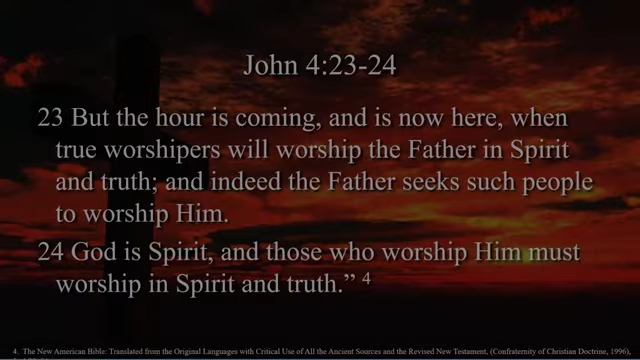 John 4:23-24
23 But the hour is coming, and is now here, when
true worshipers will worship the Father in Spirit
and truth; and indeed the Father seeks such people
to worship Him.
24 God is Spirit, and those who worship Him must
worship in Spirit and truth.” 4
4. The New American Bible: Translated from the Original Languages with Critical Use of All the Ancient Sources and the Revised New Testament, (Confraternity of Christian Doctrine, 1996),